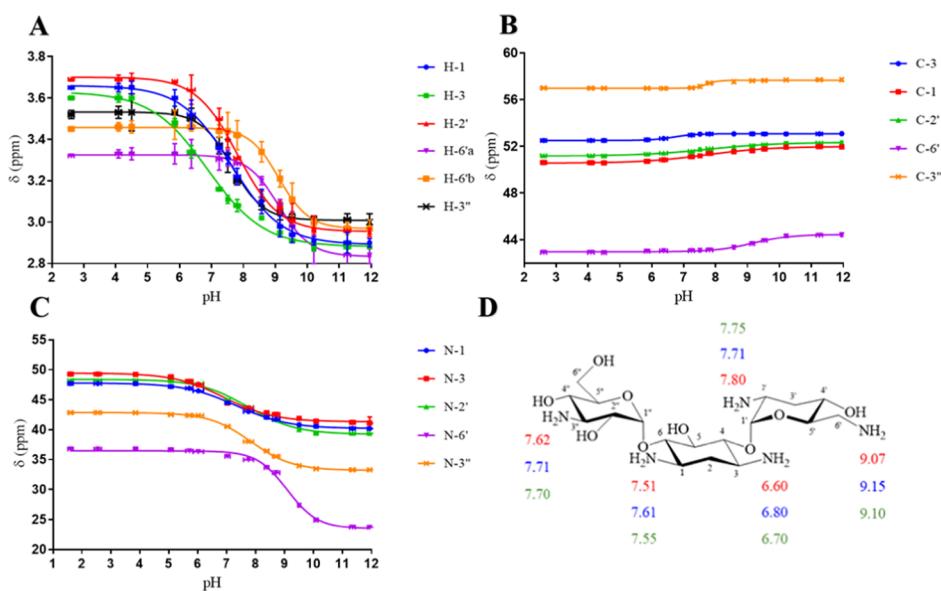 A
3.8
3.6
3.4
3.2
3.0
2.8
δ (ppm)
2 3 4 5 6 7 8 9 10 11 12
pH
H-1
H-3
H-2'
H-6'a
H-6'b
H-3"
B
60
56
52
48
44
δ (ppm)
2 3 4 5 6 7 8 9 10 11 12
pH
C-3
C-1
C-2'
C-6'
C-3"
C
55
50
45
40
35
30
25
20
δ (ppm)
1 2 3 4 5 6 7 8 9 10 11 12
pH
N-1
N-3
N-2'
N-6'
N-3"
D
7.75
7.71
7.80
OH
6"
4"
5"
HO
H2N
3"
2"
HO
1"
O
O
H2N
2'
3'
4'
OH
1'
O
5'
6'
NH2
6
HO
5
4
O
H2N
1
2
3
NH2
7.62
7.71
7.70
7.51
7.61
7.55
6.60
6.80
6.70
9.07
9.15
9.10